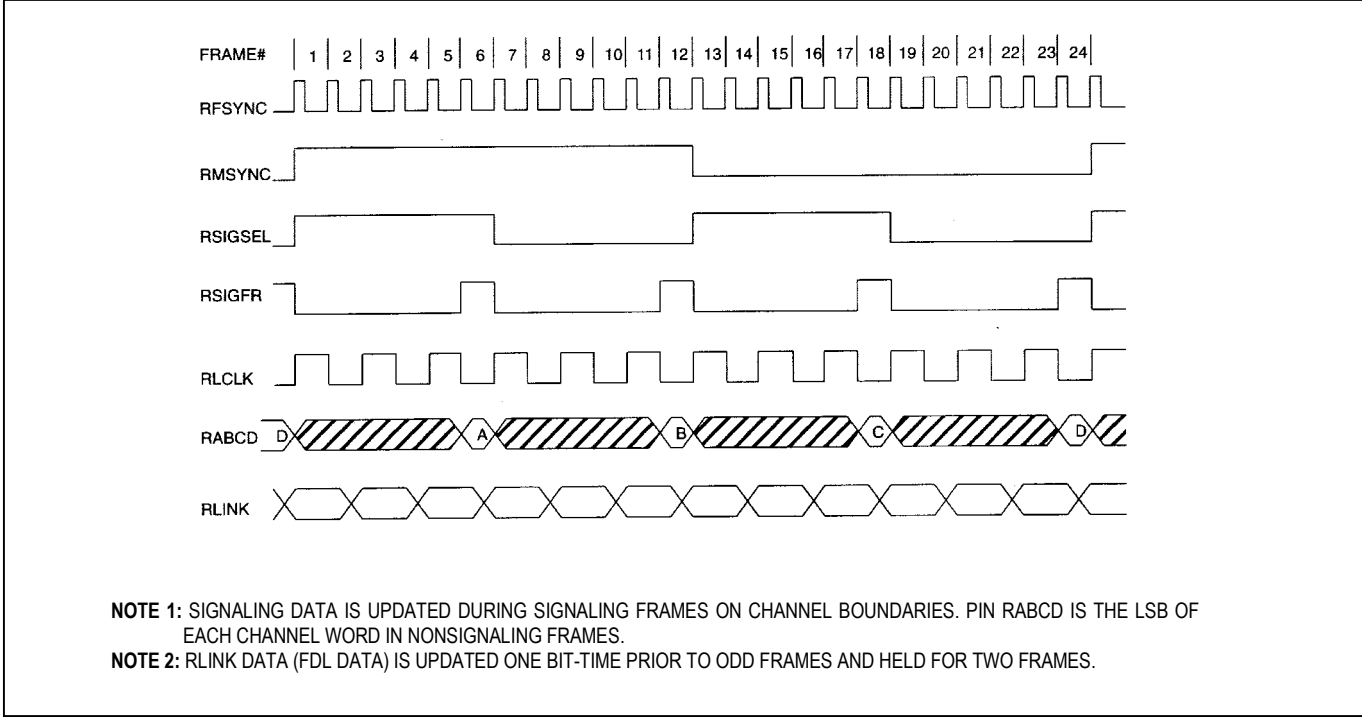 FRAME# 1 2 3 4 5 6 7 8 9 10 11 12 13 14 15 16 17 18 19 20 21 22 23 24
RFSYNC
RMSYNC
RSIGSEL
RSIGFR
RLCLK
RABCD D A B C D
RLINK
NOTE 1: SIGNALING DATA IS UPDATED DURING SIGNALING FRAMES ON CHANNEL BOUNDARIES. PIN RABCD IS THE LSB OF
EACH CHANNEL WORD IN NONSIGNALING FRAMES.
NOTE 2: RLINK DATA (FDL DATA) IS UPDATED ONE BIT-TIME PRIOR TO ODD FRAMES AND HELD FOR TWO FRAMES.